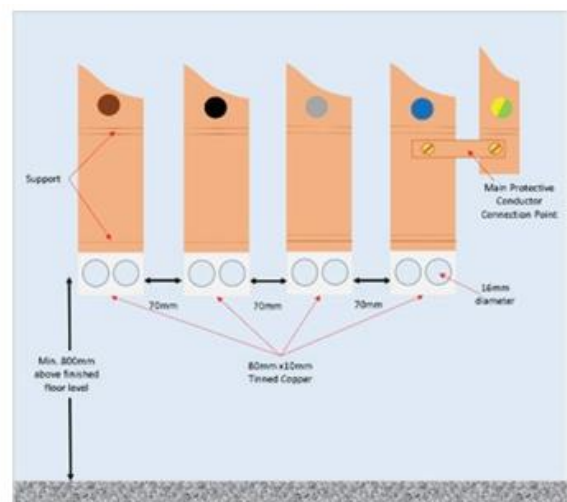 Support
Main Protective
Conductor
Connection Point
70mm
70mm
70mm
16mm
diameter
Min. 800mm
above finished
floor level
80mm x10mm
Tinned Copper